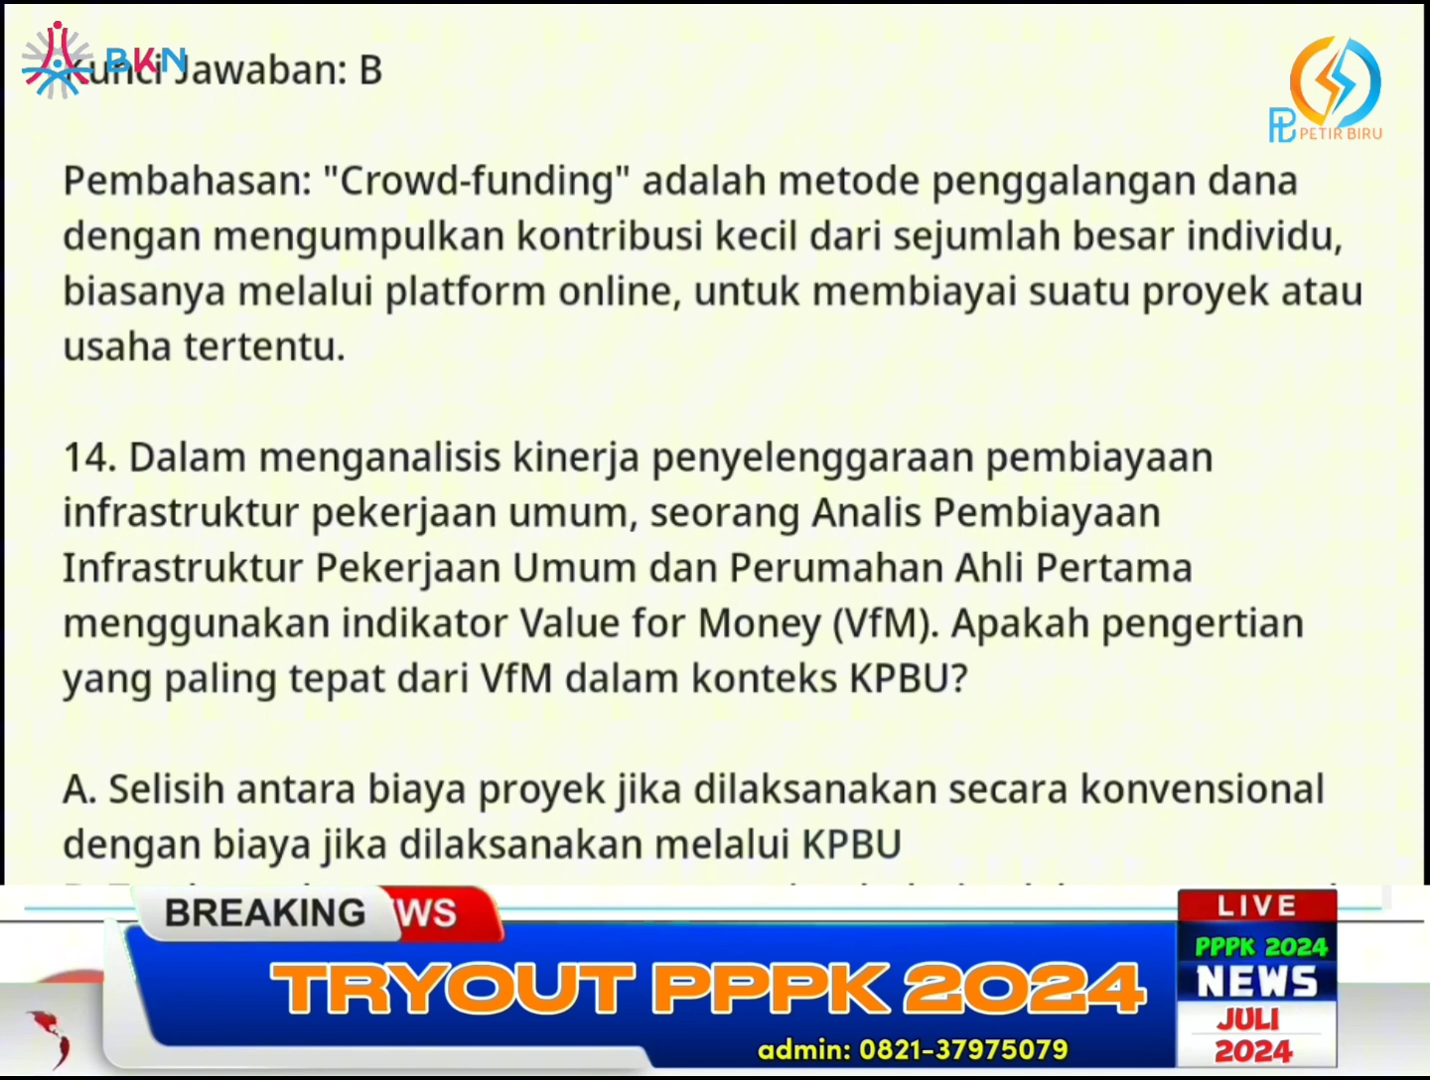 BKN
Kunci Jawaban: B
PETIR BIRU
Pembahasan: "Crowd-funding" adalah metode penggalangan dana
dengan mengumpulkan kontribusi kecil dari sejumlah besar individu,
biasanya melalui platform online, untuk membiayai suatu proyek atau
usaha tertentu.
14. Dalam menganalisis kinerja penyelenggaraan pembiayaan
infrastruktur pekerjaan umum, seorang Analis Pembiayaan
Infrastruktur Pekerjaan Umum dan Perumahan Ahli Pertama
menggunakan indikator Value for Money (VfM). Apakah pengertian
yang paling tepat dari VfM dalam konteks KPBU?
A. Selisih antara biaya proyek jika dilaksanakan secara konvensional
dengan biaya jika dilaksanakan melalui KPBU
BREAKING WS
TRYOUT PPPK 2024
admin: 0821-37975079
LIVE
PPPK 2024
NEWS
JULI
2024